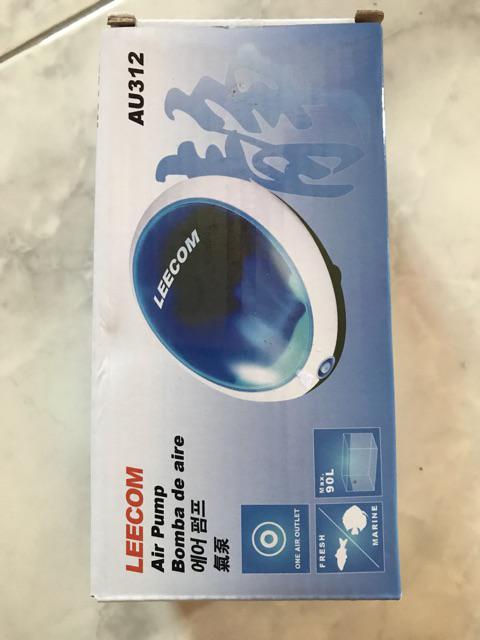 AU312
靜
LEECOM
LEECOM
Air Pump
Bomba de aire
에어 펌프
氣泵
ONE AIR OUTLET
Max.
90L
FRESH
MARINE